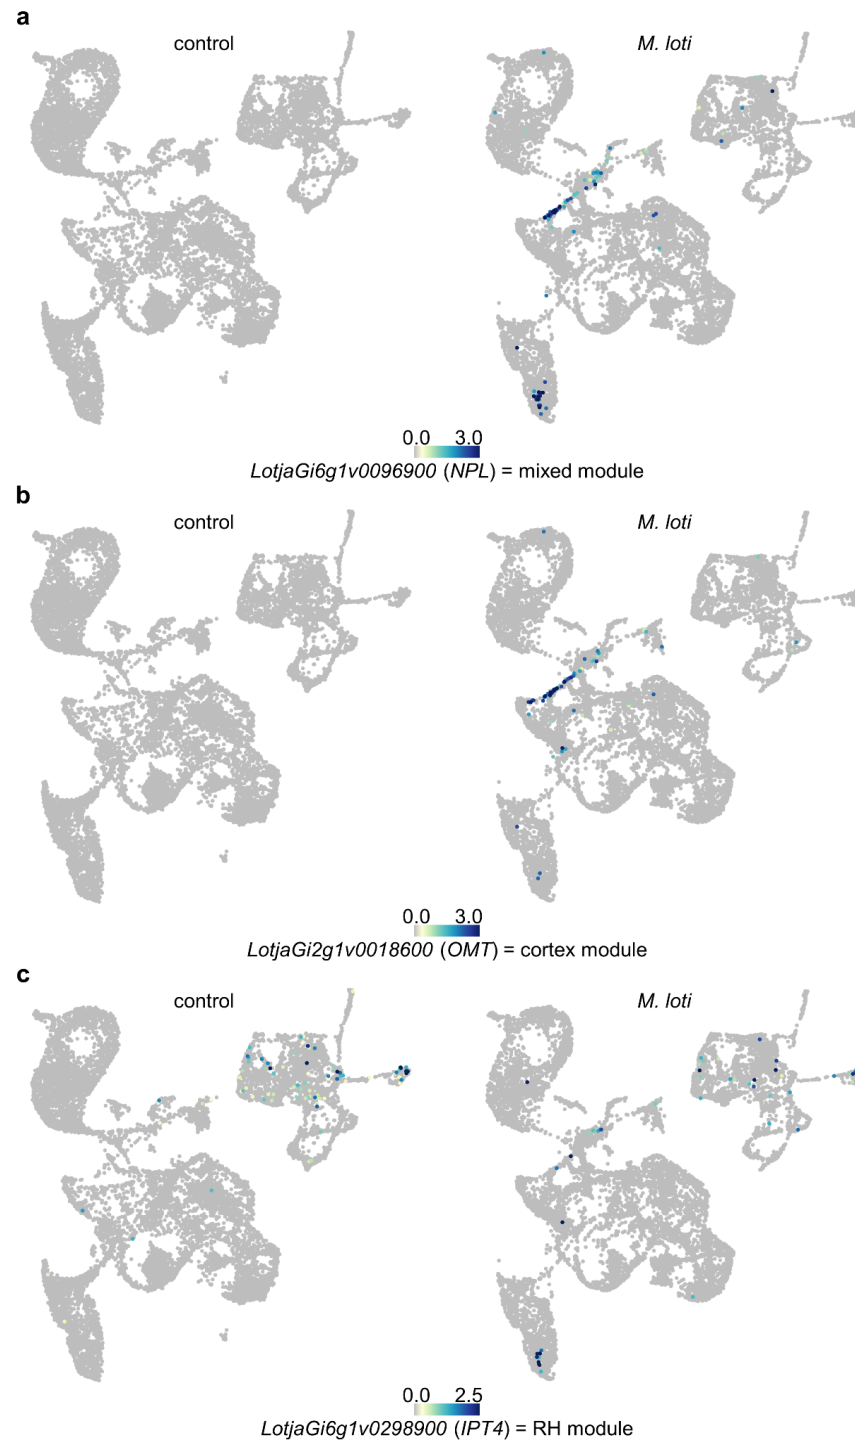 a
control M. loti
0.0 3.0
LotjaGi6g1v0096900 (NPL) = mixed module
b
control M. loti
0.0 3.0
LotjaGi2g1v0018600 (OMT) = cortex module
c
control M. loti
0.0 2.5
LotjaGi6g1v0298900 (IPT4) = RH module